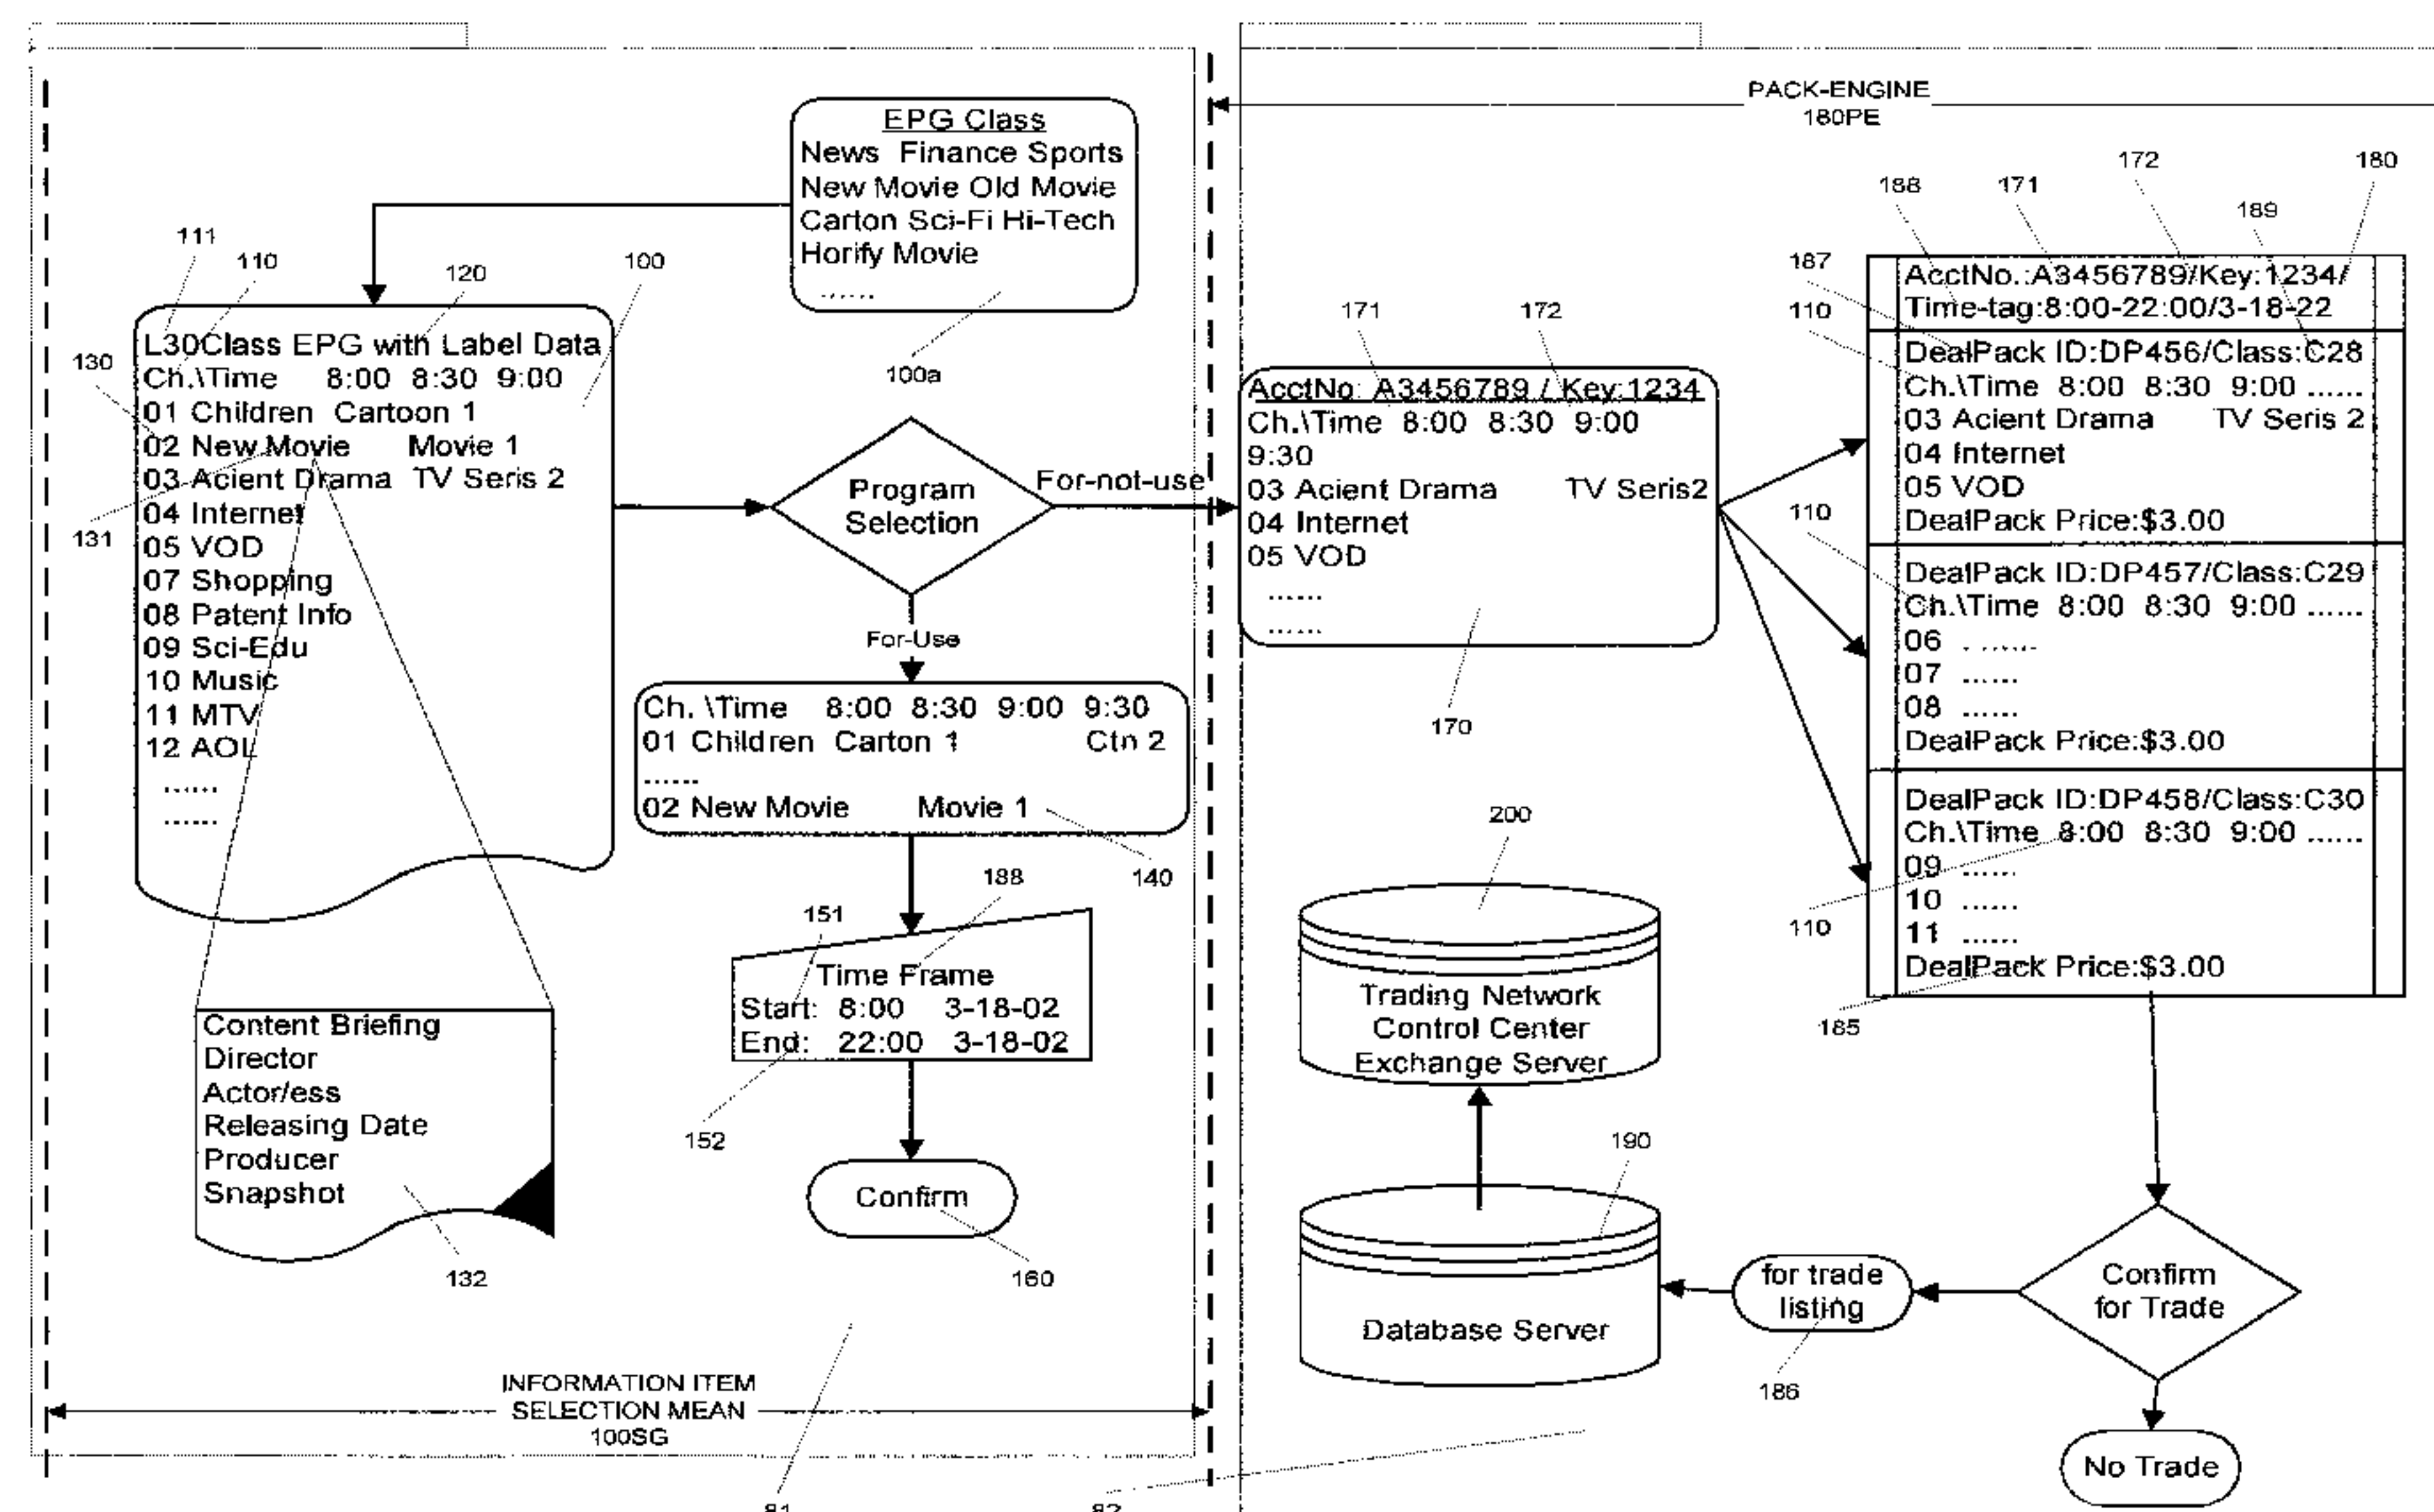 PACK-ENGINE
180PE
EPG Class
News Finance Sports
New Movie Old Movie
Carton Sci-Fi Hi-Tech
Horify Movie
......
100a
111
110
120
100
130
131
L30Class EPG with Label Data
Ch.\Time 8:00 8:30 9:00
01 Children Cartoon 1
02 New Movie Movie 1
03 Acient Drama TV Seris 2
04 Internet
05 VOD
07 Shopping
08 Patent Info
09 Sci-Edu
10 Music
11 MTV
12 AOL
......
......
Program
Selection
For-not-use
For-Use
Ch. \Time 8:00 8:30 9:00 9:30
01 Children Carton 1 Ctn 2
......
02 New Movie Movie 1
140
188
151
Time Frame
Start: 8:00 3-18-02
End: 22:00 3-18-02
152
Confirm
160
Content Briefing
Director
Actor/ess
Releasing Date
Producer
Snapshot
132
INFORMATION ITEM
SELECTION MEAN
100SG
81
82
171
172
AcctNo: A3456789 / Key:1234
Ch.\Time 8:00 8:30 9:00
9:30
03 Acient Drama TV Seris2
04 Internet
05 VOD
......
......
170
188
171
172
189
180
187
110
110
110
AcctNo.:A3456789/Key:1234/
Time-tag:8:00-22:00/3-18-22
DealPack ID:DP456/Class:C28
Ch.\Time 8:00 8:30 9:00 ......
03 Acient Drama TV Seris 2
04 Internet
05 VOD
DealPack Price:$3.00
DealPack ID:DP457/Class:C29
Ch.\Time 8:00 8:30 9:00 ......
06 ........
07 ......
08 ......
DealPack Price:$3.00
DealPack ID:DP458/Class:C30
Ch.\Time 8:00 8:30 9:00 ......
09 ......
10 ......
11 ......
DealPack Price:$3.00
185
200
Trading Network
Control Center
Exchange Server
190
Database Server
for trade
listing
186
Confirm
for Trade
No Trade